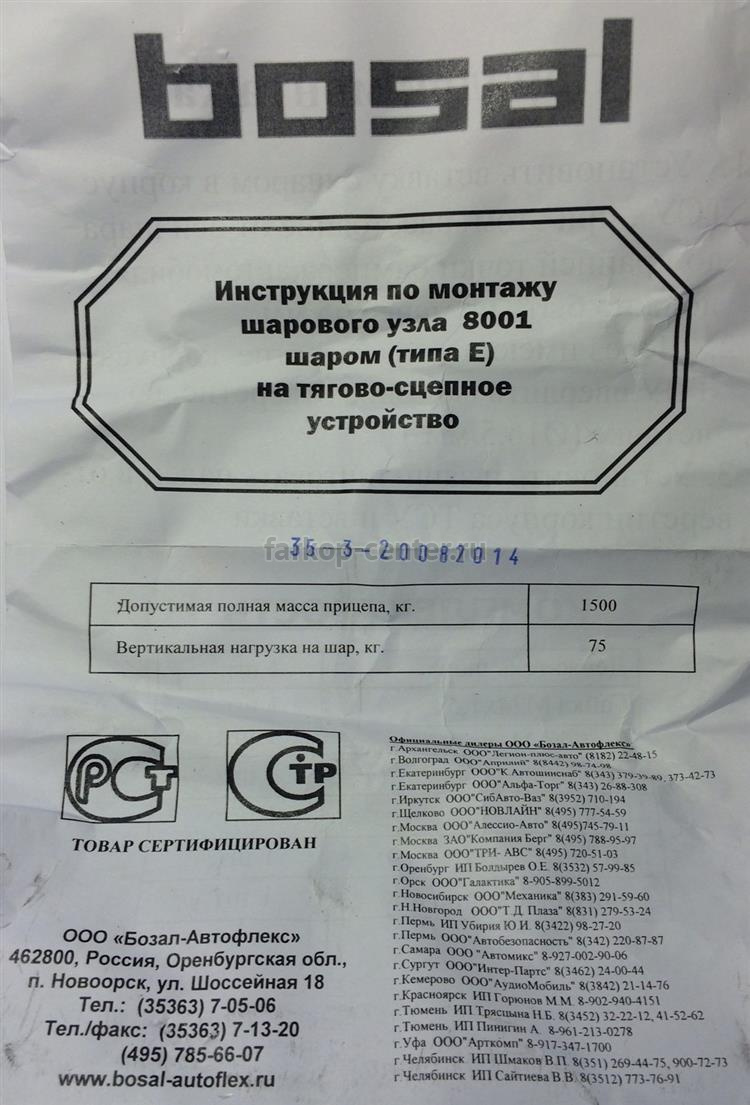 bosal
Инструкция по монтажу
шарового узла 8001
шаром (типа Е)
на тягово-сцепное
устройство
35-3-20082014
farkop-center.ru
Допустимая полная масса прицепа, кг. 1500
Вертикальная нагрузка на шар, кг. 75
РСТ
СТР
ТОВАР СЕРТИФИЦИРОВАН
ООО «Бозал-Автофлекс»
462800, Россия, Оренбургская обл.,
п. Новоорск, ул. Шоссейная 18
Тел.: (35363) 7-05-06
Тел./факс: (35363) 7-13-20
(495) 785-66-07
www.bosal-autoflex.ru
Официальные дилеры ООО «Бозал-Автофлекс»
г.Архангельск ООО"Легион-плюс-авто" (8182) 22-48-15
г.Волгоград ООО"Априлий" 8(8442) 98-74-98
г.Екатеринбург ООО"К Автошинснаб" 8(343) 379-39-89, 373-42-73
г.Екатеринбург ООО"Альфа-Торг" 8(343) 26-88-308
г.Иркутск ООО"СибАвто-Ваз" 8(3952) 710-194
г.Щелково ООО"НОВЛАЙН" 8(495) 777-54-59
г.Москва ООО"Алессио-Авто" 8(495)745-79-11
г.Москва ЗАО"Компания Берг" 8(495) 788-95-97
г.Москва ООО"ТРИ- АВС" 8(495) 720-51-03
г.Оренбург ИП Болдырев О.Е. 8(3532) 57-99-85
г.Орск ООО"Галактика" 8-905-899-5012
г.Новосибирск ООО"Механика" 8(383) 291-59-60
г.Н.Новгород ООО"Т.Д. Плаза" 8(831) 279-53-24
г.Пермь ИП Убирия Ю.И. 8(3422) 98-27-20
г.Пермь ООО"Автобезопасность" 8(342) 220-87-87
г.Самара ООО "Автомикс" 8-927-002-90-06
г.Сургут ООО"Интер-Партс" 8(3462) 24-00-44
г.Кемерово ООО"АудиоМобиль" 8(3842) 21-14-76
г.Красноярск ИП Горюнов М.М. 8-902-940-4151
г.Тюмень ИП Трясцына Н.Б. 8(3452) 32-22-12, 41-52-62
г.Тюмень ИП Пинигин А. 8-961-213-0278
г.Уфа ООО"Арткомп" 8-917-347-1700
г.Челябинск ИП Шмаков В.П. 8(351) 269-44-75, 900-72-73
г.Челябинск ИП Сайтиева В.В. 8(3512) 773-76-91